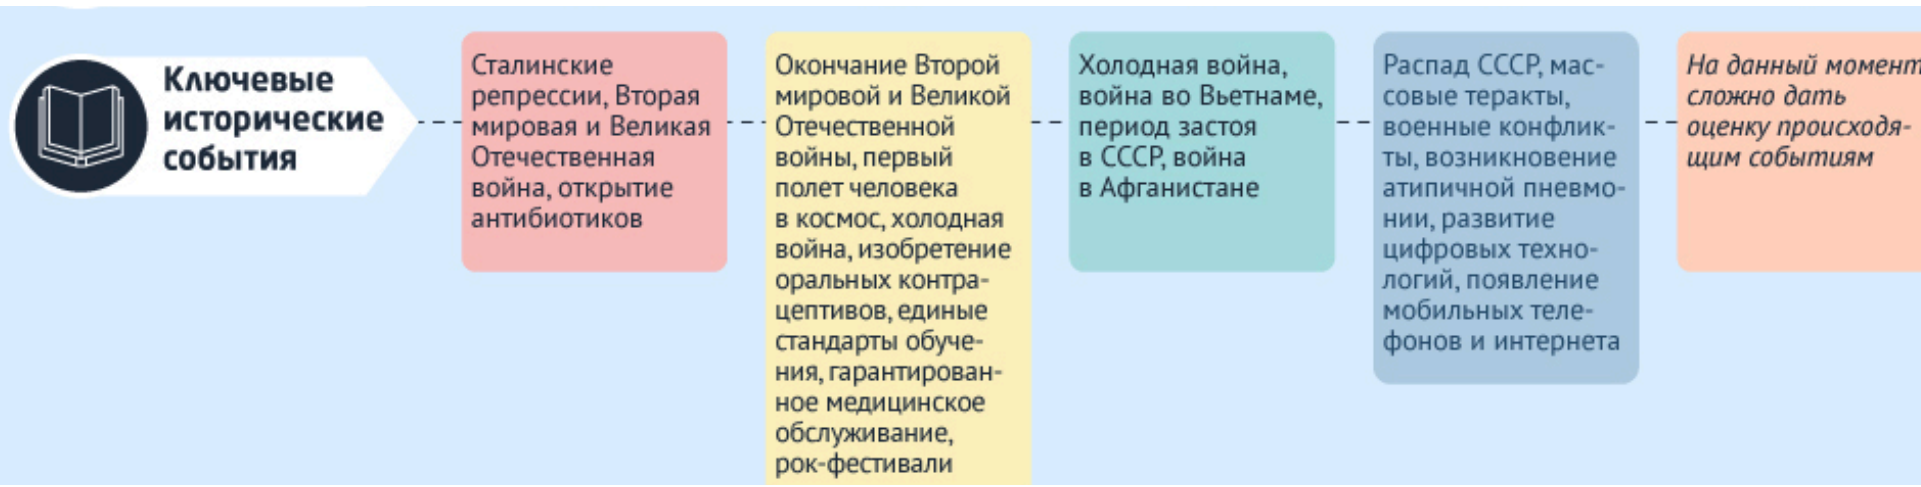 Ключевые
исторические
события
Сталинские
репрессии, Вторая
мировая и Великая
Отечественная
война, открытие
антибиотиков
Окончание Второй
мировой и Великой
Отечественной
войны, первый
полет человека
в космос, холодная
война, изобретение
оральных контра-
цептивов, единые
стандарты обуче-
ния, гарантирован-
ное медицинское
обслуживание,
рок-фестивали
Холодная война,
война во Вьетнаме,
период застоя
в СССР, война
в Афганистане
Распад СССР, мас-
совые теракты,
военные конфлик-
ты, возникновение
атипичной пневмо-
нии, развитие
цифровых техно-
логий, появление
мобильных теле-
фонов и интернета
На данный момент
сложно дать
оценку происходя-
щим событиям